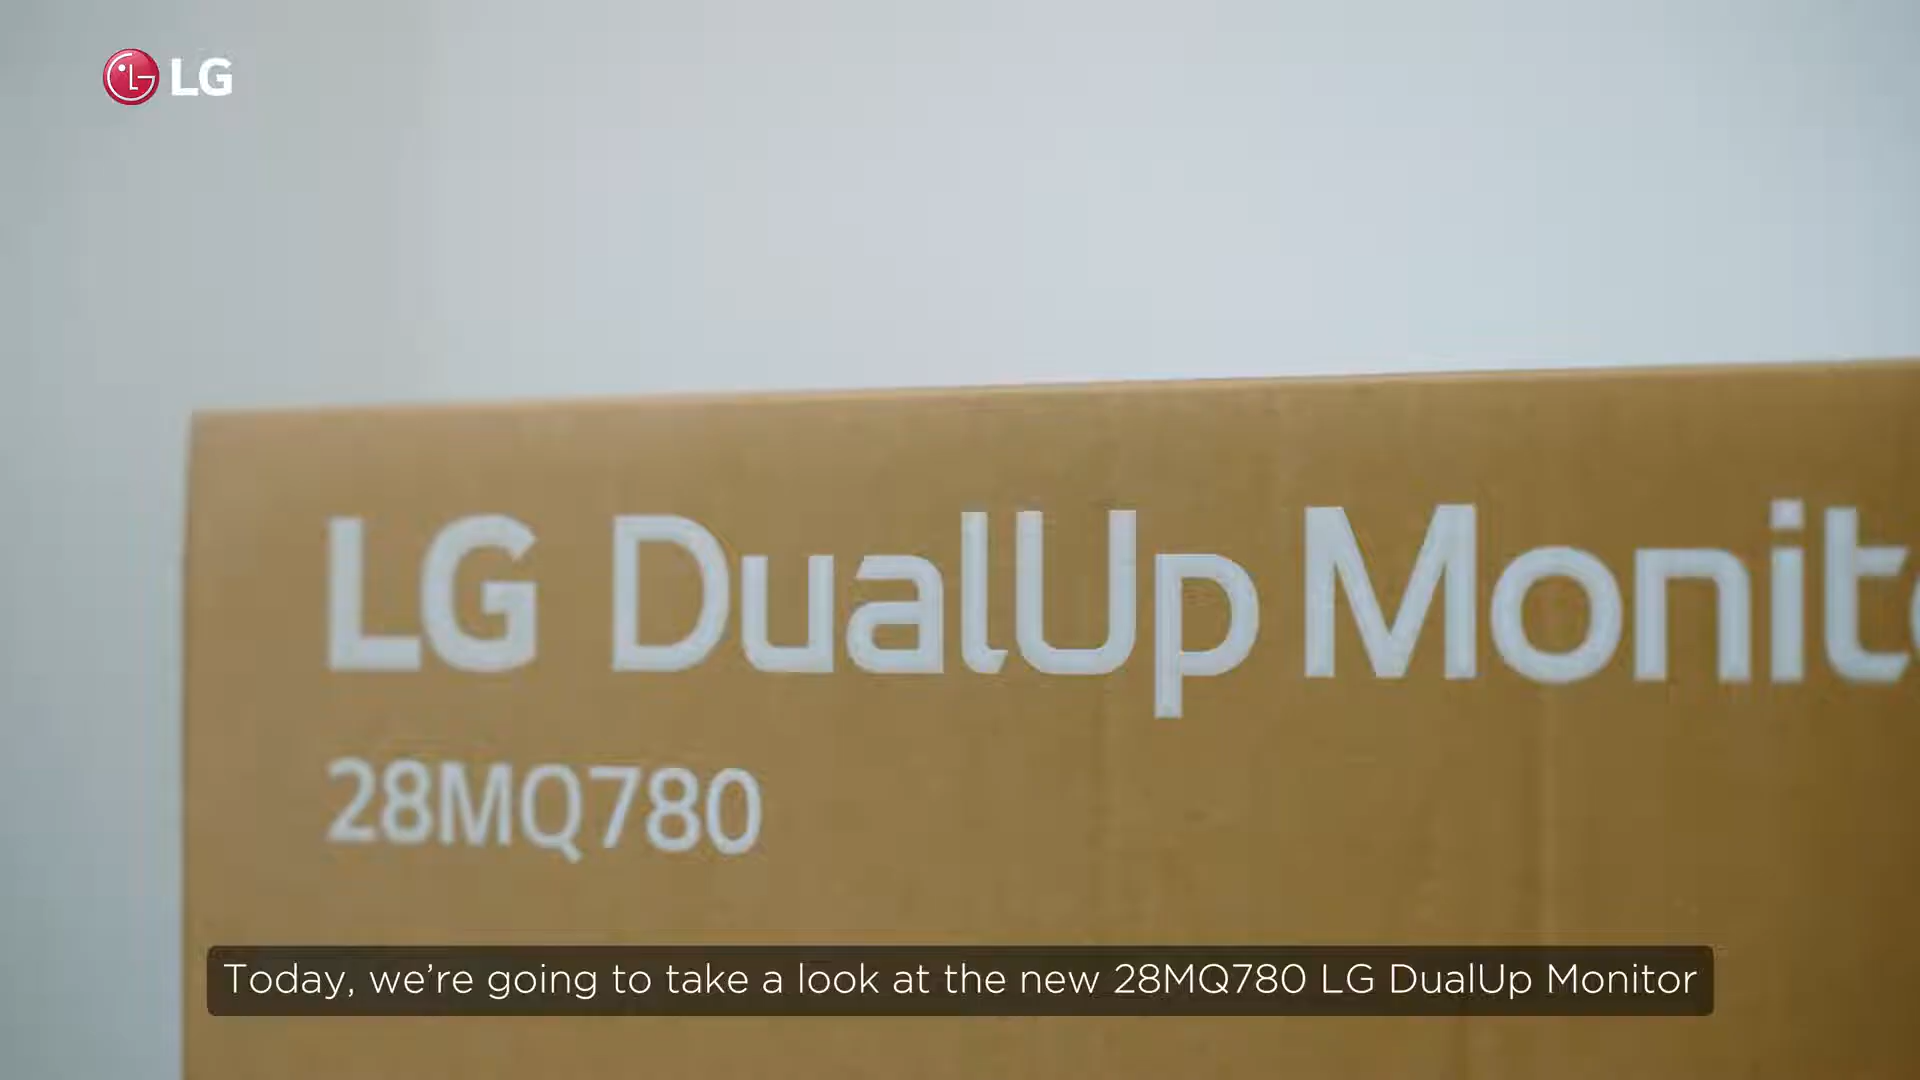 LG
LG DualUp Monit
28MQ780
Today, we’re going to take a look at the new 28MQ780 LG DualUp Monitor